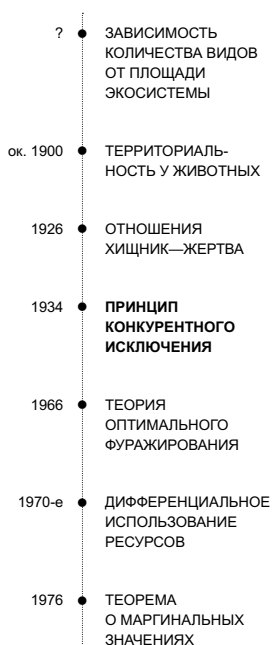 ? ЗАВИСИМОСТЬ
КОЛИЧЕСТВА ВИДОВ
ОТ ПЛОЩАДИ
ЭКОСИСТЕМЫ
ок. 1900 ТЕРРИТОРИАЛЬ-
НОСТЬ У ЖИВОТНЫХ
1926 ОТНОШЕНИЯ
ХИЩНИК—ЖЕРТВА
1934 ПРИНЦИП
КОНКУРЕНТНОГО
ИСКЛЮЧЕНИЯ
1966 ТЕОРИЯ
ОПТИМАЛЬНОГО
ФУРАЖИРОВАНИЯ
1970-е ДИФФЕРЕНЦИАЛЬНОЕ
ИСПОЛЬЗОВАНИЕ
РЕСУРСОВ
1976 ТЕОРЕМА
О МАРГИНАЛЬНЫХ
ЗНАЧЕНИЯХ